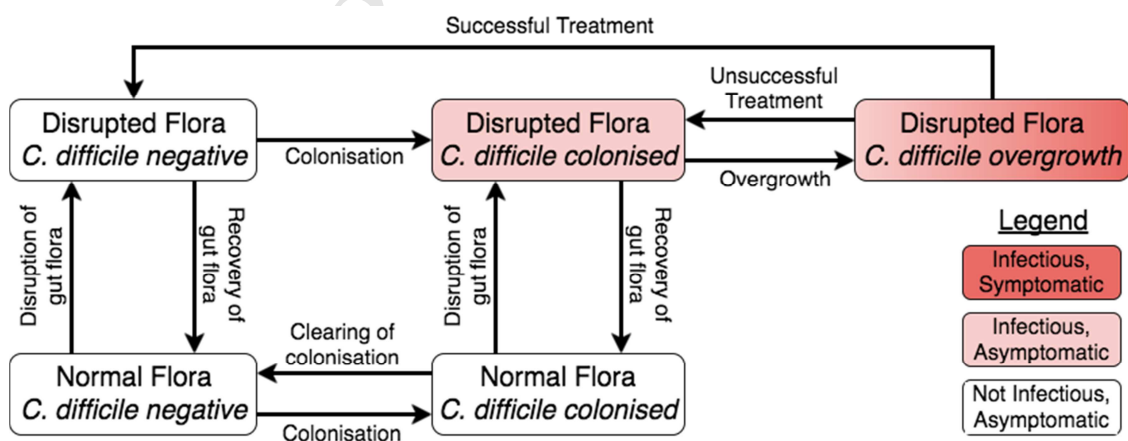 Successful Treatment
Unsuccessful
Treatment
Disrupted Flora
C. difficile negative
Colonisation
Disrupted Flora
C. difficile colonised
Overgrowth
Disrupted Flora
C. difficile overgrowth
Disruption of
gut flora
Recovery of
gut flora
Disruption of
gut flora
Recovery of
gut flora
Clearing of
colonisation
Normal Flora
C. difficile negative
Colonisation
Normal Flora
C. difficile colonised
Legend
Infectious,
Symptomatic
Infectious,
Asymptomatic
Not Infectious,
Asymptomatic